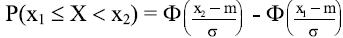 P(x₁ ≤ X < x₂) = Φ((x₂ − m)/σ) - Φ((x₁ − m)/σ)